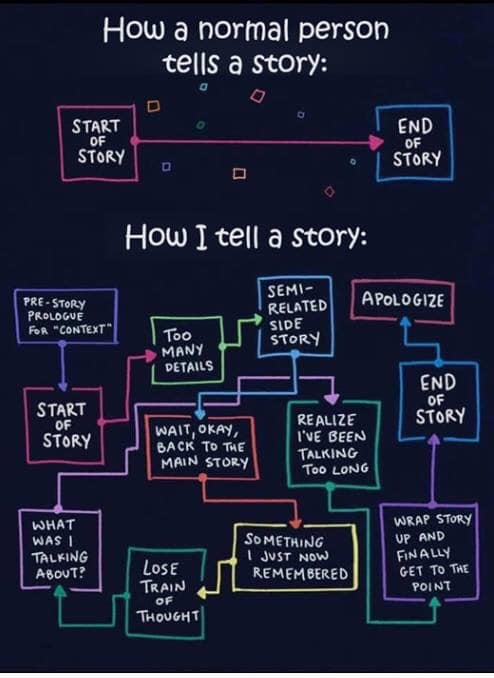 How a normal person
tells a story:
START
OF
STORY
END
OF
STORY
How I tell a story:
PRE-STORY
PROLOGUE
FOR "CONTEXT"
START
OF
STORY
TOO
MANY
DETAILS
SEMI-
RELATED
SIDE
STORY
WAIT, OKAY,
BACK TO THE
MAIN STORY
SOMETHING
I JUST NOW
REMEMBERED
LOSE
TRAIN
OF
THOUGHT
WHAT
WAS I
TALKING
ABOUT?
REALIZE
I'VE BEEN
TALKING
TOO LONG
WRAP STORY
UP AND
FINALLY
GET TO THE
POINT
END
OF
STORY
APOLOGIZE